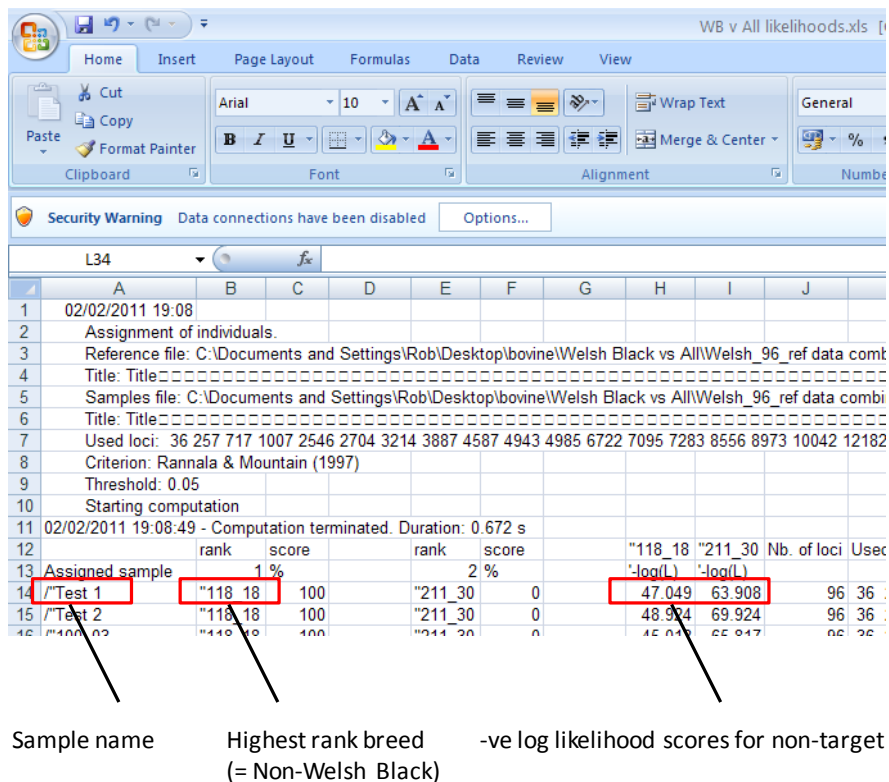 WB v All likelihoods.xls
Home Insert Page Layout Formulas Data Review View
Cut
Copy
Format Painter
Paste
Arial 10 A A
B I U A
Wrap Text
Merge & Center
General
%
Clipboard Font Alignment
Security Warning Data connections have been disabled Options...
L34 fx
A B C D E F G H I J
1 02/02/2011 19:08
2 Assignment of individuals.
3 Reference file: C:\Documents and Settings\Rob\Desktop\bovine\Welsh Black vs All\Welsh_96_ref data comb
4 Title: Title
5 Samples file: C:\Documents and Settings\Rob\Desktop\bovine\Welsh Black vs All\Welsh_96_ref data combi
6 Title: Title
7 Used loci: 36 257 717 1007 2546 2704 3214 3887 4587 4943 4985 6722 7095 7283 8556 8973 10042 12182
8 Criterion: Rannala & Mountain (1997)
9 Threshold: 0.05
10 Starting computation
11 02/02/2011 19:08:49 - Computation terminated. Duration: 0.672 s
12 rank score rank score "118_18 "211_30 Nb. of loci
13 Assigned sample 1 % 2 % '-log(L) '-log(L)
14 /"Test 1 "118_18 100 "211_30 0 47.049 63.908 96 36
15 /"Test 2 "118_18 100 "211_30 0 48.924 69.924 96 36
Sample name
Highest rank breed
(= Non-Welsh Black)
-ve log likelihood scores for non-target